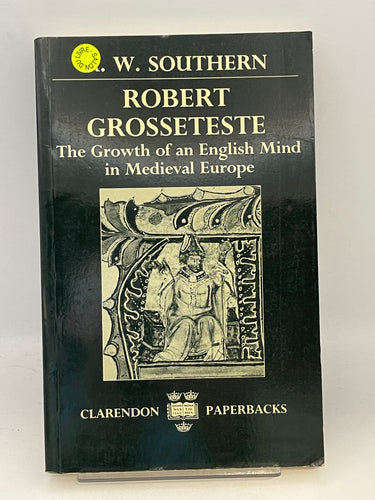 . W. SOUTHERN
ROBERT
GROSSETESTE
The Growth of an English Mind
in Medieval Europe
CLARENDON PAPERBACKS